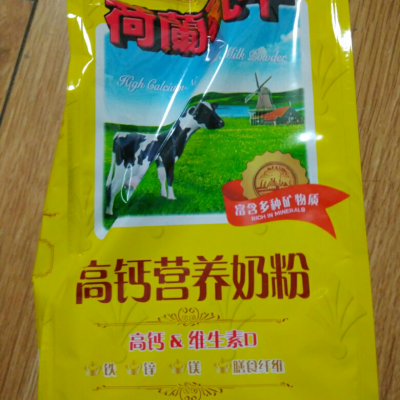 荷蘭
Milk Powder
High Calcium
富含多种矿物质
RICH IN MINERALS
高钙营养奶粉
高钙 & 维生素D
铁 锌 镁 膳食纤维